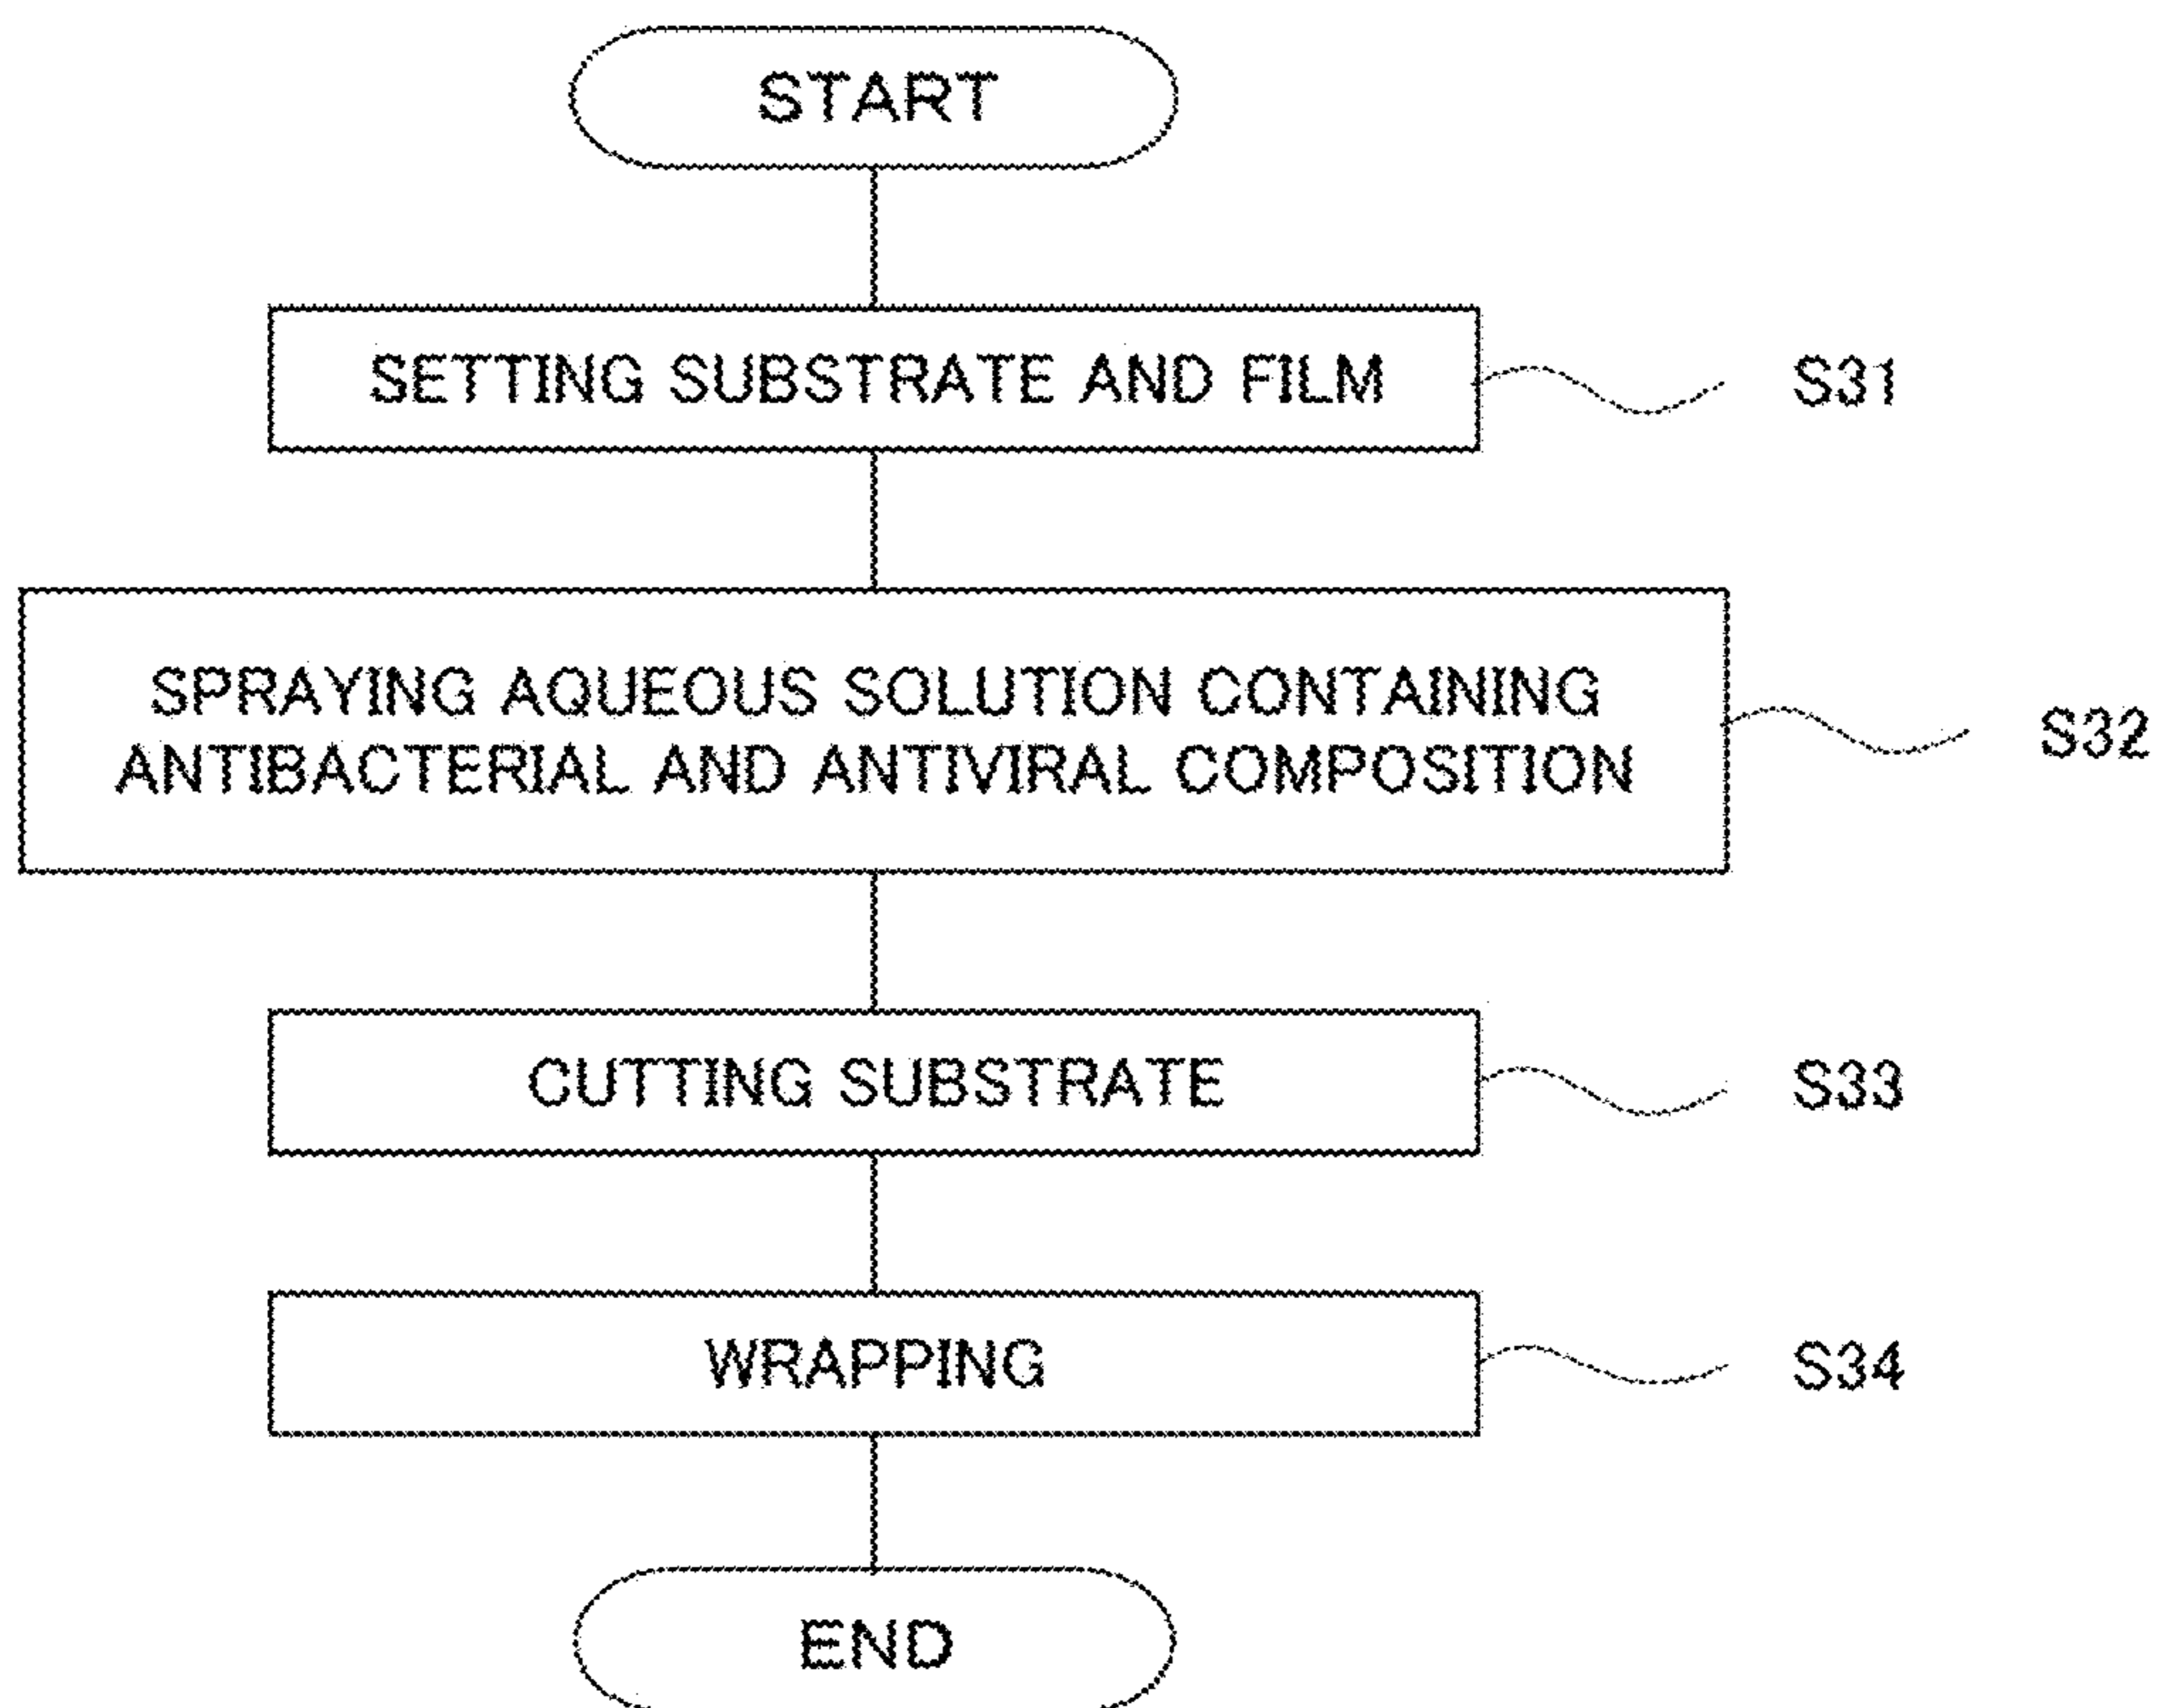 START
SETTING SUBSTRATE AND FILM
S31
SPRAYING AQUEOUS SOLUTION CONTAINING
ANTIBACTERIAL AND ANTIVIRAL COMPOSITION
S32
CUTTING SUBSTRATE
S33
WRAPPING
S34
END